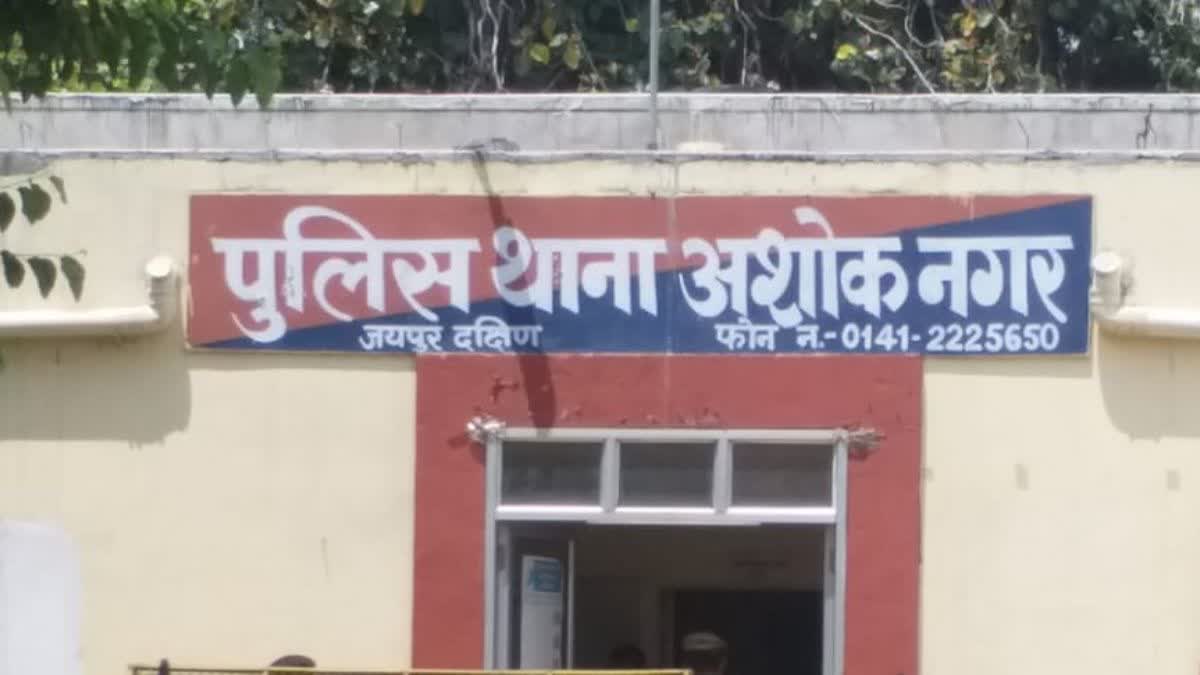 पुलिस थाना अशोक नगर
जयपुर दक्षिण फोन न.-0141-2225650